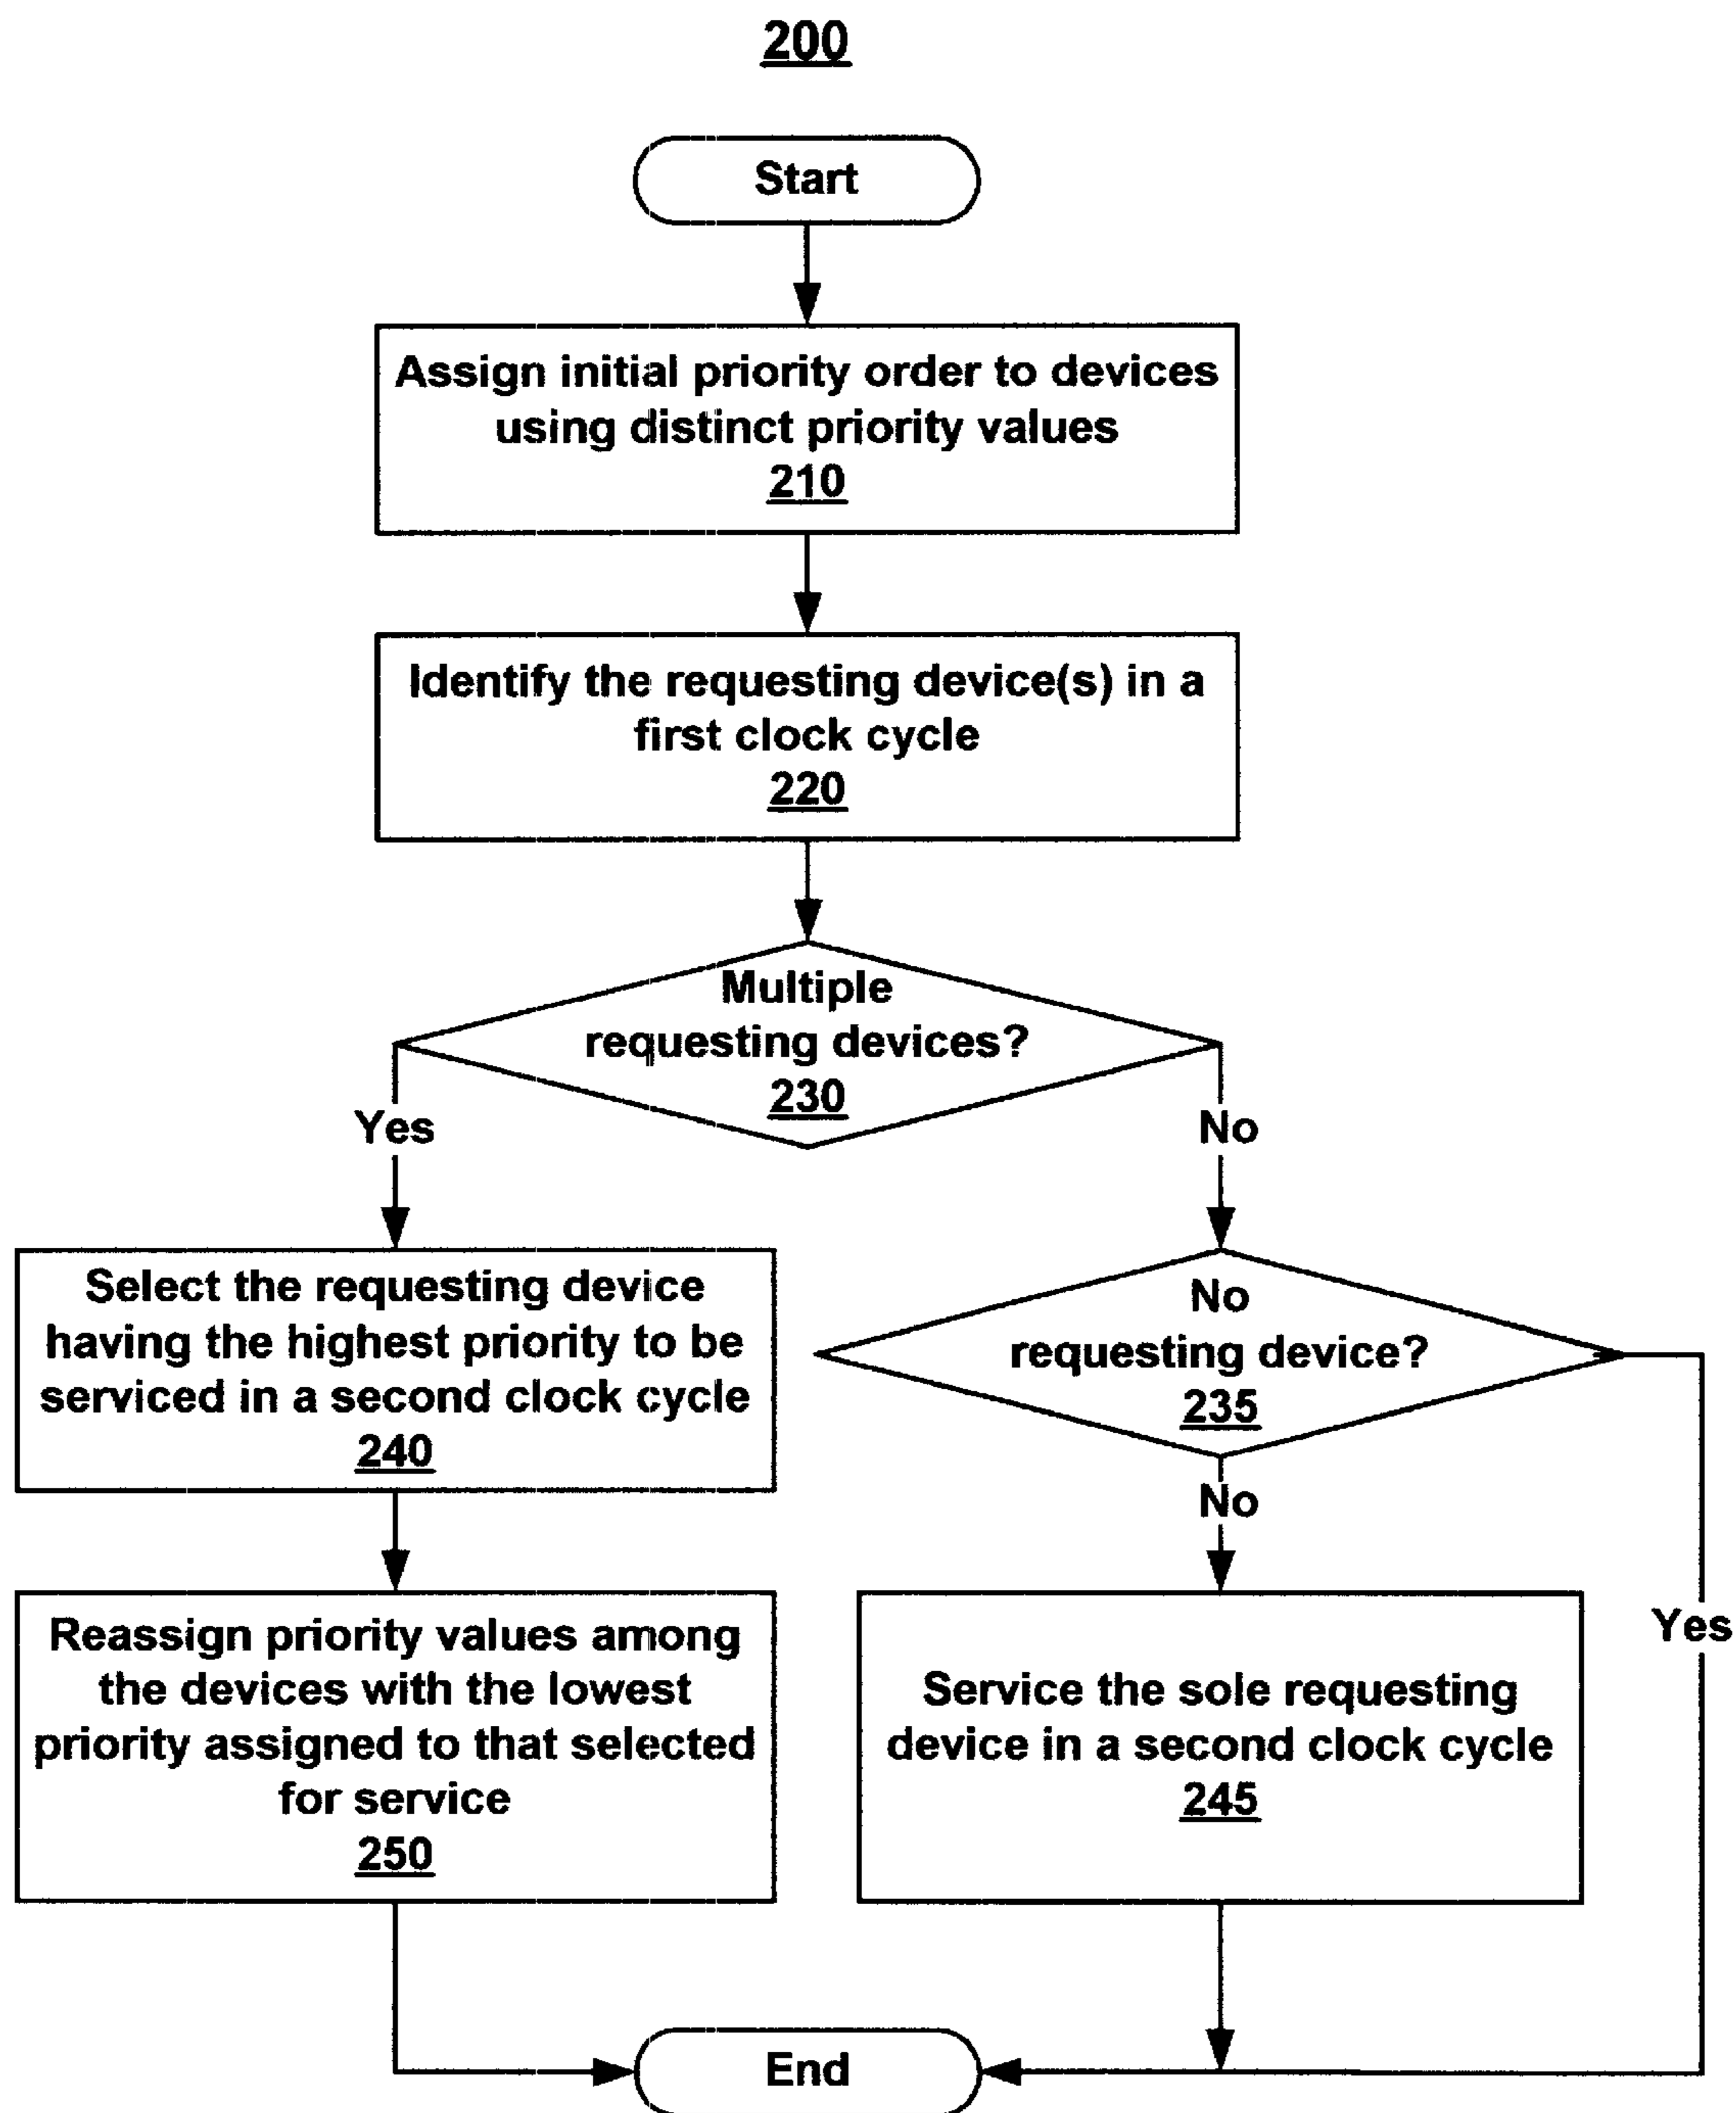 200
Start
Assign initial priority order to devices
using distinct priority values
210
Identify the requesting device(s) in a
first clock cycle
220
Multiple
requesting devices?
230
Yes
No
Select the requesting device
having the highest priority to be
serviced in a second clock cycle
240
No
requesting device?
235
No
Yes
Reassign priority values among
the devices with the lowest
priority assigned to that selected
for service
250
Service the sole requesting
device in a second clock cycle
245
End